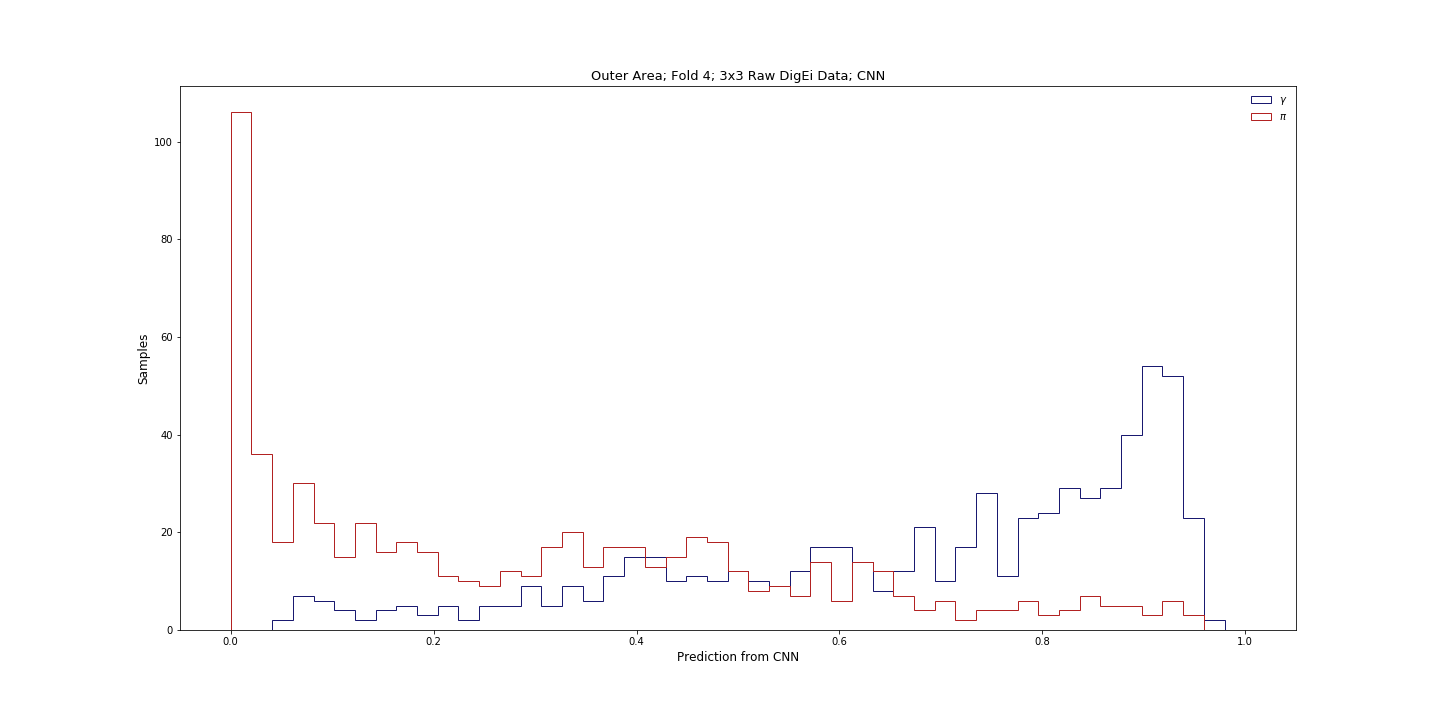 Outer Area; Fold 4; 3x3 Raw DigEi Data; CNN
γ
π
Samples
100
80
60
40
20
0
0.0 0.2 0.4 0.6 0.8 1.0
Prediction from CNN